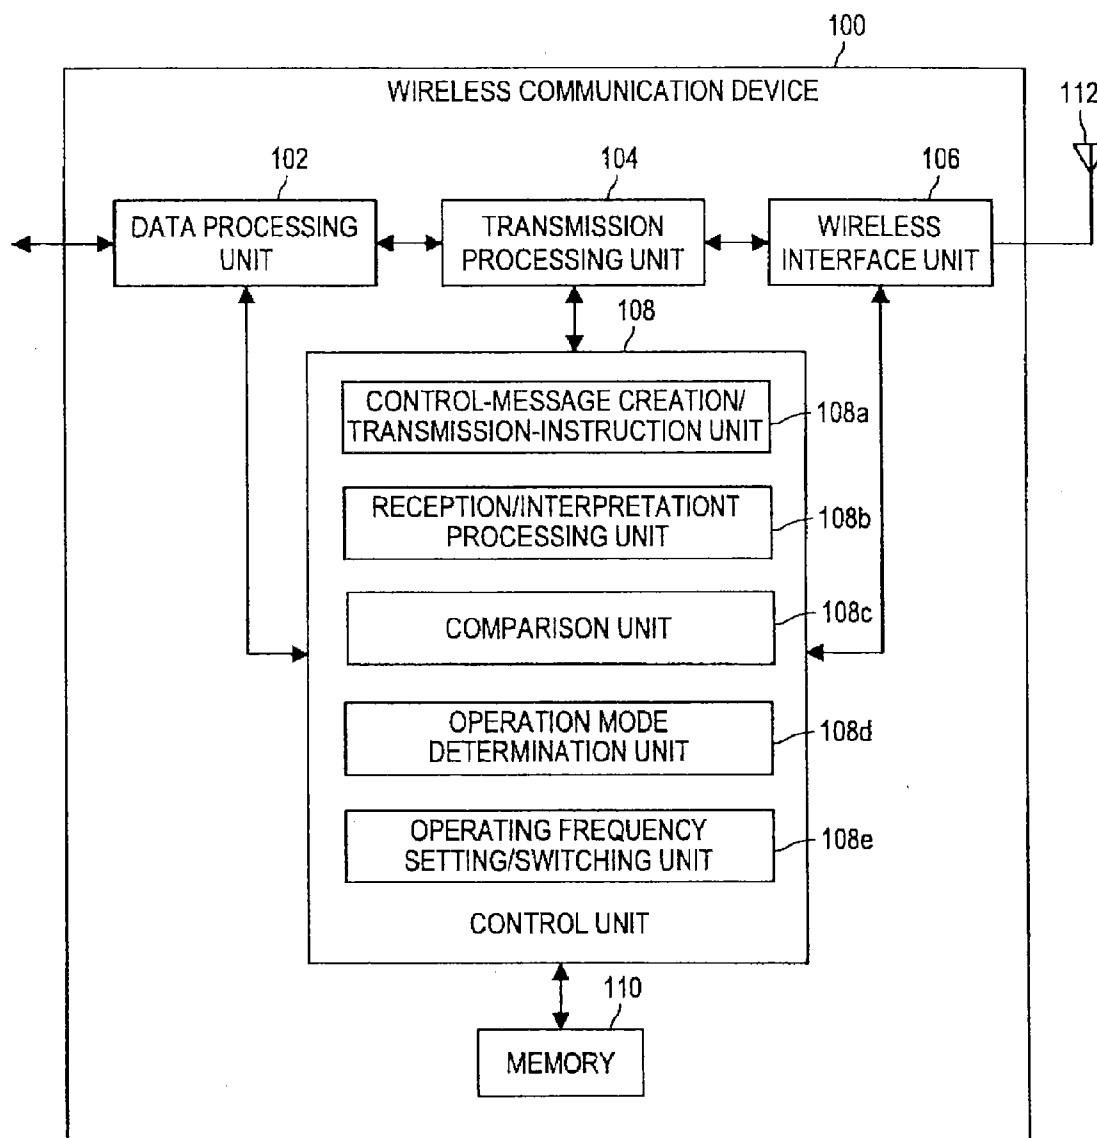 100
WIRELESS COMMUNICATION DEVICE
112
102
104
106
DATA PROCESSING
UNIT
TRANSMISSION
PROCESSING UNIT
WIRELESS
INTERFACE UNIT
108
CONTROL-MESSAGE CREATION/
TRANSMISSION-INSTRUCTION UNIT
108a
RECEPTION/INTERPRETATIONT
PROCESSING UNIT
108b
COMPARISON UNIT
108c
OPERATION MODE
DETERMINATION UNIT
108d
OPERATING FREQUENCY
SETTING/SWITCHING UNIT
108e
CONTROL UNIT
110
MEMORY